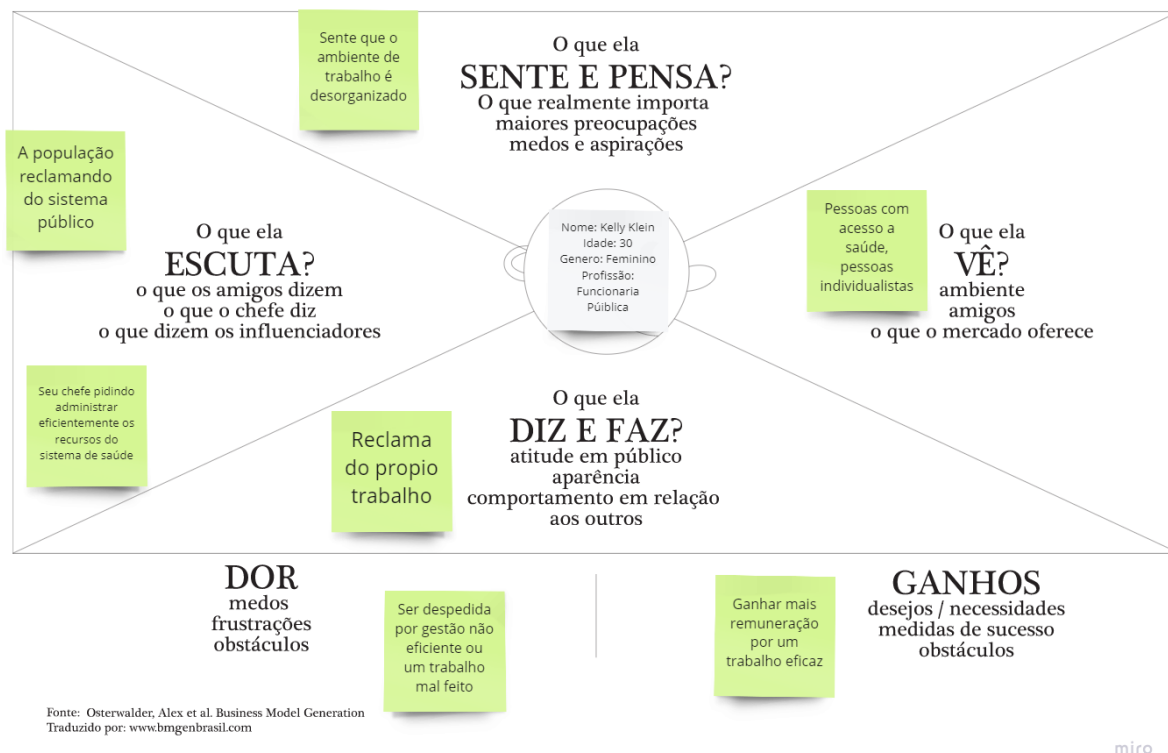 Sente que o
ambiente de
trabalho é
desorganizado
O que ela
SENTE E PENSA?
O que realmente importa
maiores preocupações
medos e aspirações
A população
reclamando
do sistema
público
O que ela
ESCUTA?
o que os amigos dizem
o que o chefe diz
o que dizem os influenciadores
Nome: Kelly Klein
Idade: 30
Genero: Feminino
Profissão:
Funcionaria
Púiblica
Pessoas com
acesso a
saúde,
pessoas
individualistas
O que ela
VÊ?
ambiente
amigos
o que o mercado oferece
Seu chefe pidindo
administrar
eficientemente os
recursos do
sistema de saúde
Reclama
do propio
trabalho
O que ela
DIZ E FAZ?
atitude em público
aparência
comportamento em relação
aos outros
DOR
medos
frustrações
obstáculos
Ser despedida
por gestão não
eficiente ou
um trabalho
mal feito
Ganhar mais
remuneração
por um
trabalho eficaz
GANHOS
desejos / necessidades
medidas de sucesso
obstáculos
Fonte: Osterwalder, Alex et al. Business Model Generation
Traduzido por: www.bmgenbrasil.com
miro